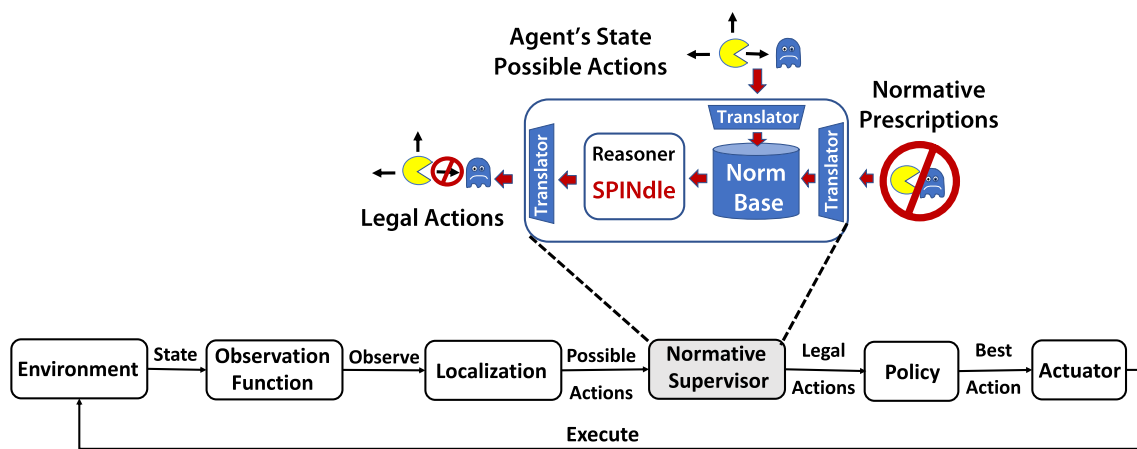 Agent's State
Possible Actions
Normative
Prescriptions
Translator
Translator
Reasoner
SPINdle
Norm
Base
Translator
Legal Actions
Environment
State
Observation
Function
Observe
Localization
Possible
Actions
Normative
Supervisor
Legal
Actions
Policy
Best
Action
Actuator
Execute